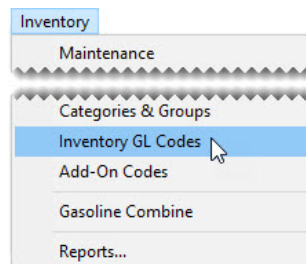 Inventory
Maintenance
Categories & Groups
Inventory GL Codes
Add-On Codes
Gasoline Combine
Reports...